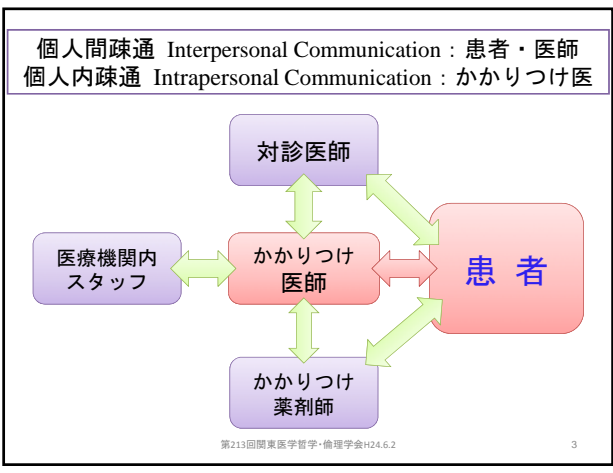 個人間疎通 Interpersonal Communication：患者・医師
個人内疎通 Intrapersonal Communication：かかりつけ医
対診医師
医療機関内
スタッフ
かかりつけ
医師
患 者
かかりつけ
薬剤師
第213回関東医学哲学・倫理学会H24.6.2
3